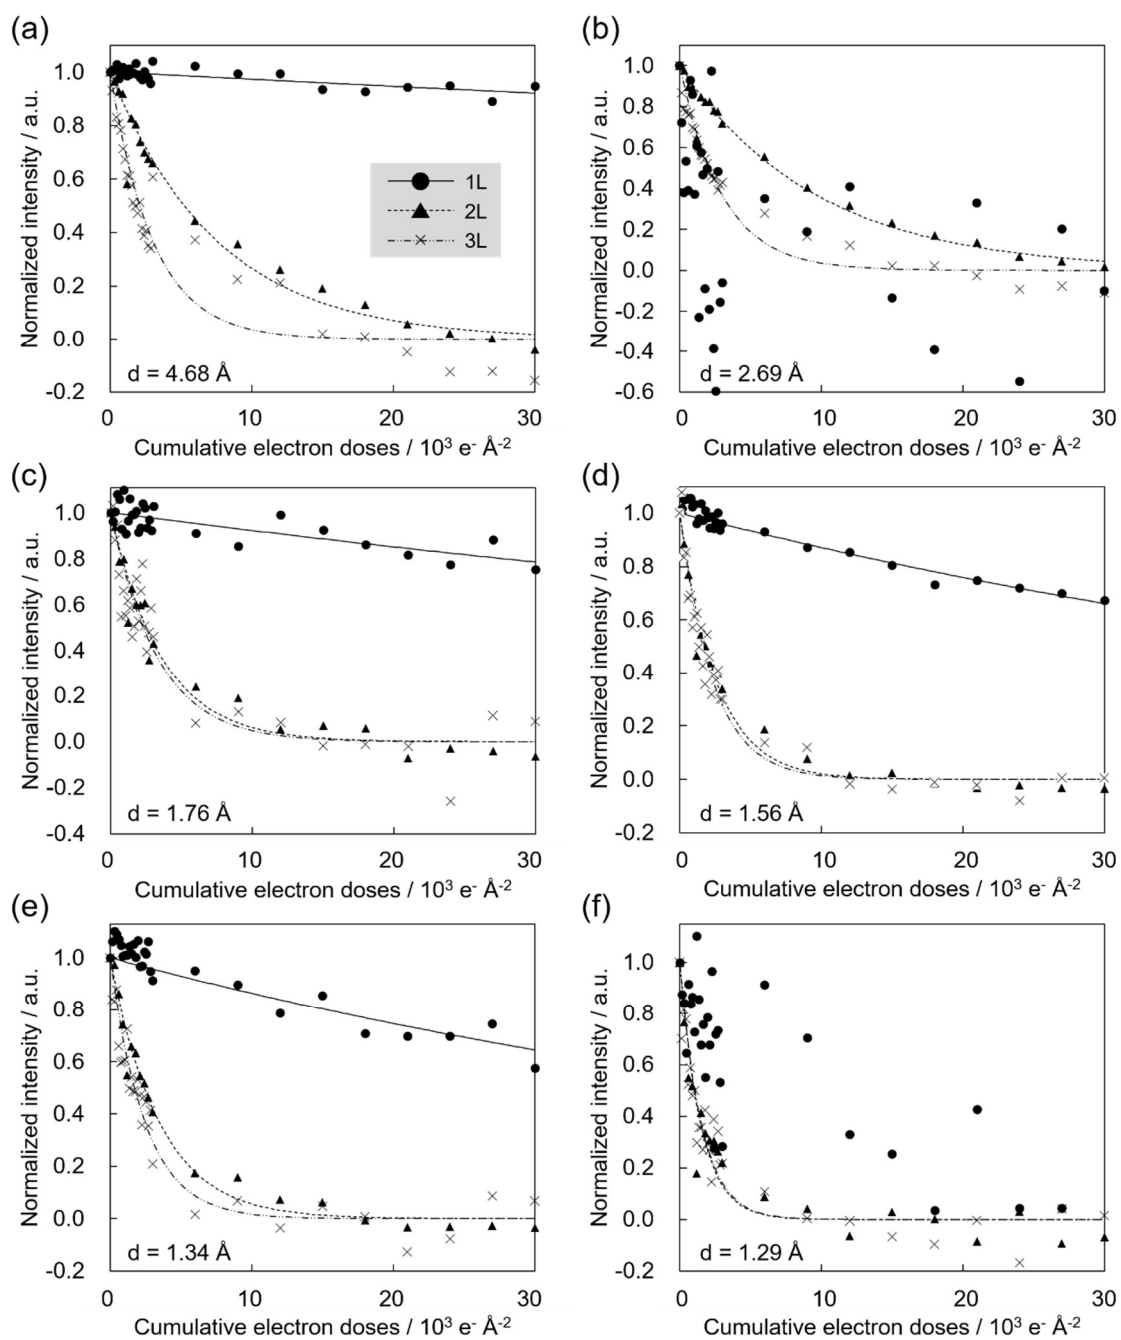 (a)
Normalized intensity / a.u.
1.0
0.8
0.6
0.4
0.2
0.0
-0.2
1L
2L
3L
d = 4.68 Å
0 10 20 30
Cumulative electron doses / 10³ e⁻ Å⁻²
(b)
Normalized intensity / a.u.
1.0
0.8
0.6
0.4
0.2
0.0
-0.2
-0.4
-0.6
d = 2.69 Å
0 10 20 30
Cumulative electron doses / 10³ e⁻ Å⁻²
(c)
Normalized intensity / a.u.
1.0
0.8
0.6
0.4
0.2
0.0
-0.2
-0.4
d = 1.76 Å
0 10 20 30
Cumulative electron doses / 10³ e⁻ Å⁻²
(d)
Normalized intensity / a.u.
1.0
0.8
0.6
0.4
0.2
0.0
-0.2
d = 1.56 Å
0 10 20 30
Cumulative electron doses / 10³ e⁻ Å⁻²
(e)
Normalized intensity / a.u.
1.0
0.8
0.6
0.4
0.2
0.0
-0.2
d = 1.34 Å
0 10 20 30
Cumulative electron doses / 10³ e⁻ Å⁻²
(f)
Normalized intensity / a.u.
1.0
0.8
0.6
0.4
0.2
0.0
-0.2
d = 1.29 Å
0 10 20 30
Cumulative electron doses / 10³ e⁻ Å⁻²